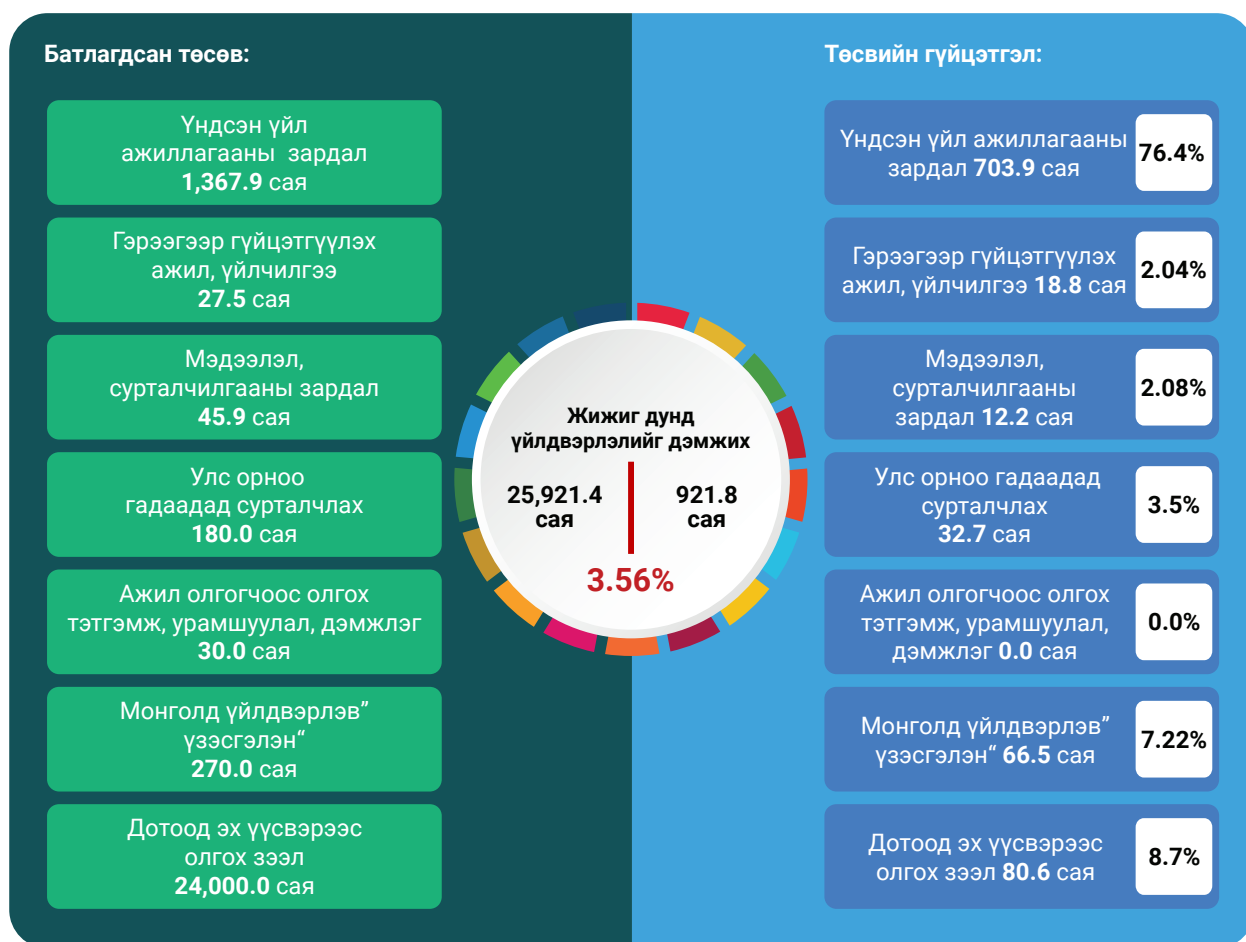 Батлагдсан төсөв:
Үндсэн үйл
ажиллагааны зардал
1,367.9 сая
Гэрээгээр гүйцэтгүүлэх
ажил, үйлчилгээ
27.5 сая
Мэдээлэл,
сурталчилгааны зардал
45.9 сая
Улс орноо
гадаадад сурталчлах
180.0 сая
Ажил олгогчоос олгох
тэтгэмж, урамшуулал, дэмжлэг
30.0 сая
Монголд үйлдвэрлэв”
үзэсгэлэн“
270.0 сая
Дотоод эх үүсвэрээс
олгох зээл
24,000.0 сая
Жижиг дунд
үйлдвэрлэлийг дэмжих
25,921.4
сая
921.8
сая
3.56%
Төсвийн гүйцэтгэл:
Үндсэн үйл ажиллагааны
зардал 703.9 сая
76.4%
Гэрээгээр гүйцэтгүүлэх
ажил, үйлчилгээ 18.8 сая
2.04%
Мэдээлэл,
сурталчилгааны
зардал 12.2 сая
2.08%
Улс орноо гадаадад
сурталчлах
32.7 сая
3.5%
Ажил олгогчоос олгох
тэтгэмж, урамшуулал,
дэмжлэг 0.0 сая
0.0%
Монголд үйлдвэрлэв”
үзэсгэлэн“ 66.5 сая
7.22%
Дотоод эх үүсвэрээс
олгох зээл 80.6 сая
8.7%